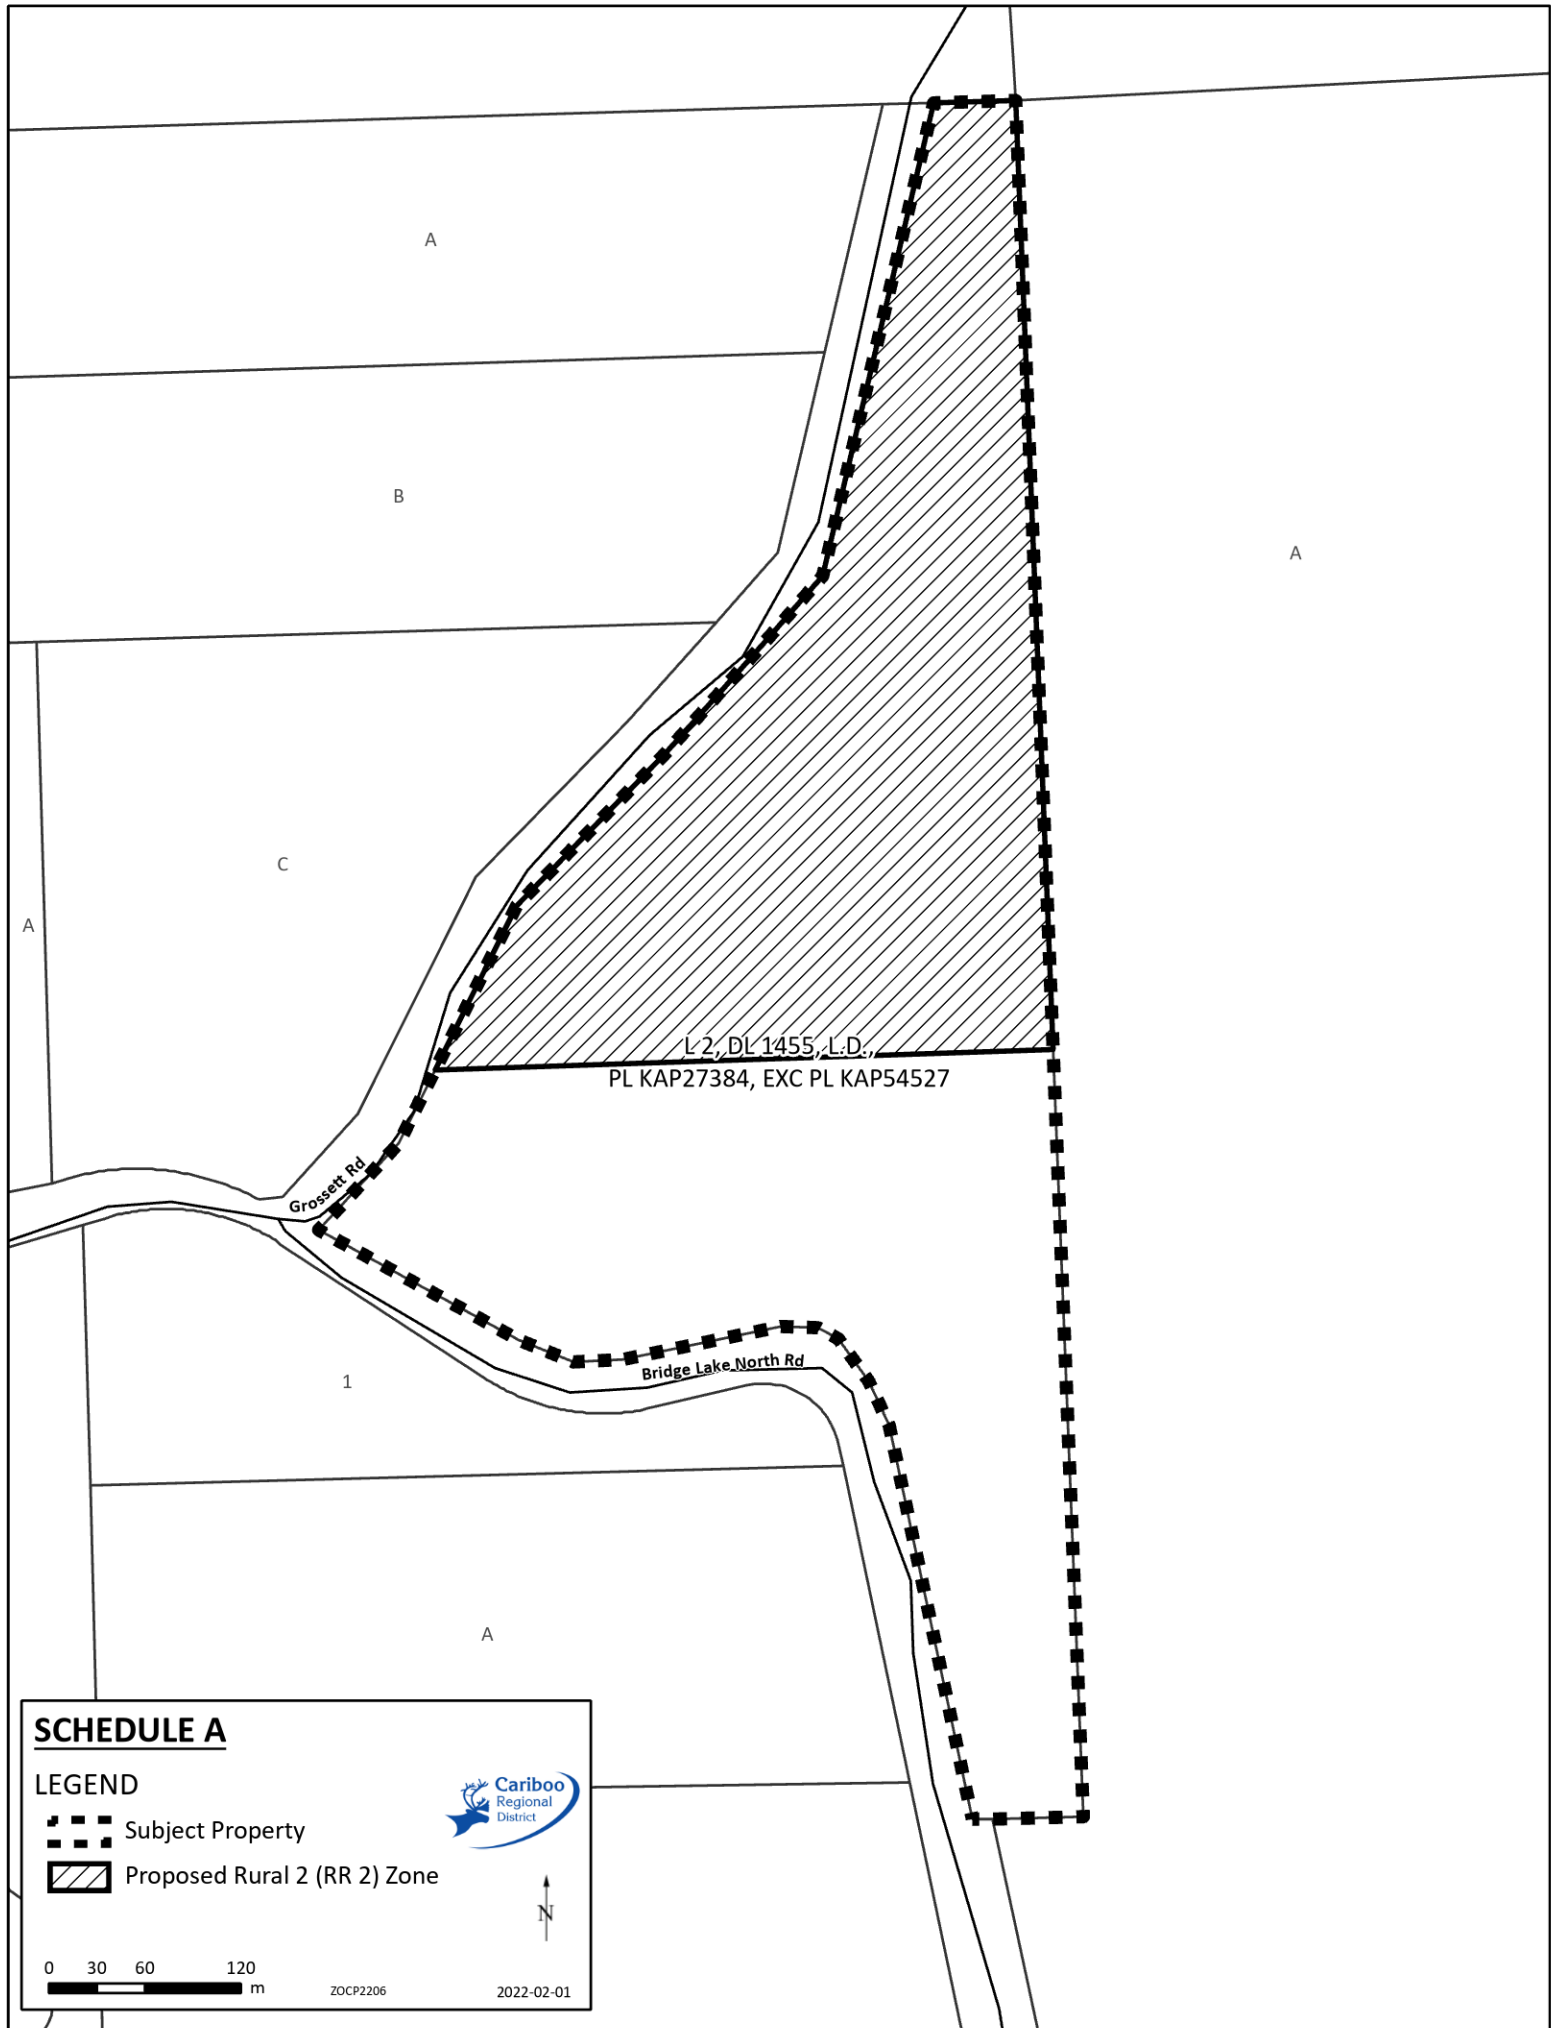 A
B
A
C
A
L 2, DL 1455, L.D.,
PL KAP27384, EXC PL KAP54527
Grossett Rd
Bridge Lake North Rd
1
A
SCHEDULE A
LEGEND
Subject Property
Proposed Rural 2 (RR 2) Zone
Cariboo
Regional
District
N
0 30 60 120
m
ZOCP2206
2022-02-01